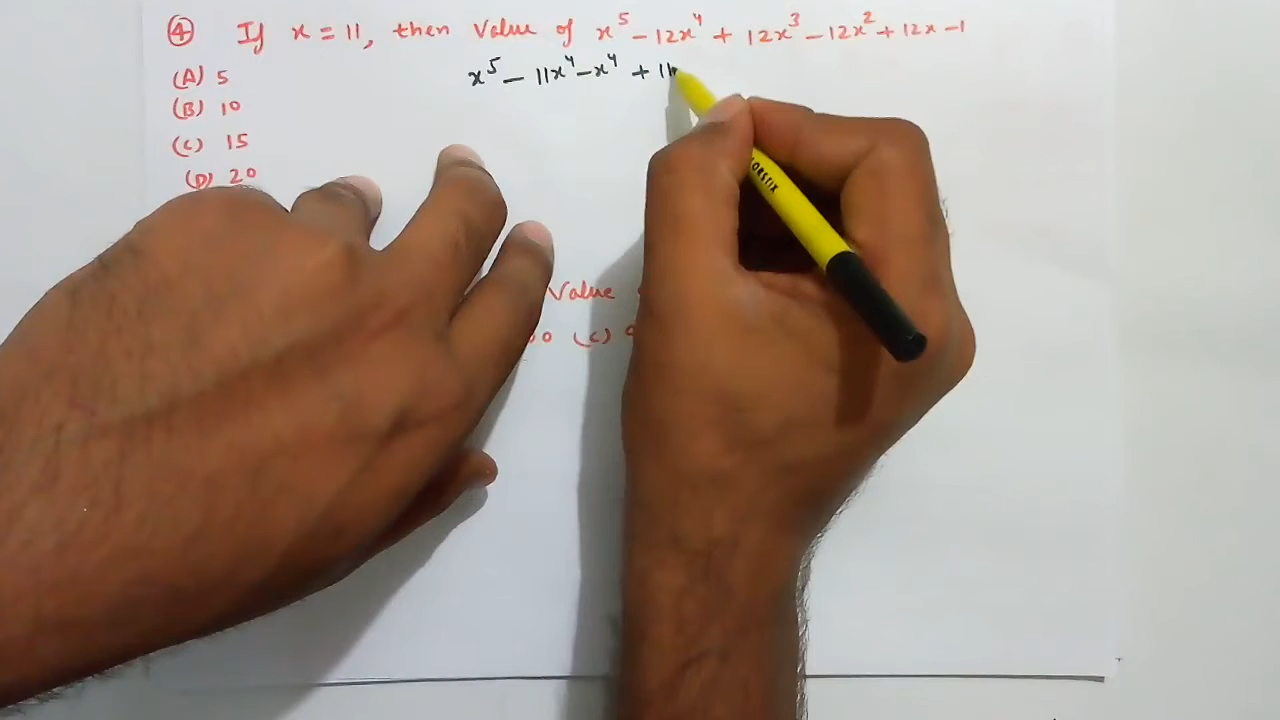 ④ If x = 11, then value of x⁵ - 12x⁴ + 12x³ - 12x² + 12x - 1
x⁵ - 11x⁴ - x⁴ + 11
(A) 5
(B) 10
(C) 15
(D) 20
Value
(C)